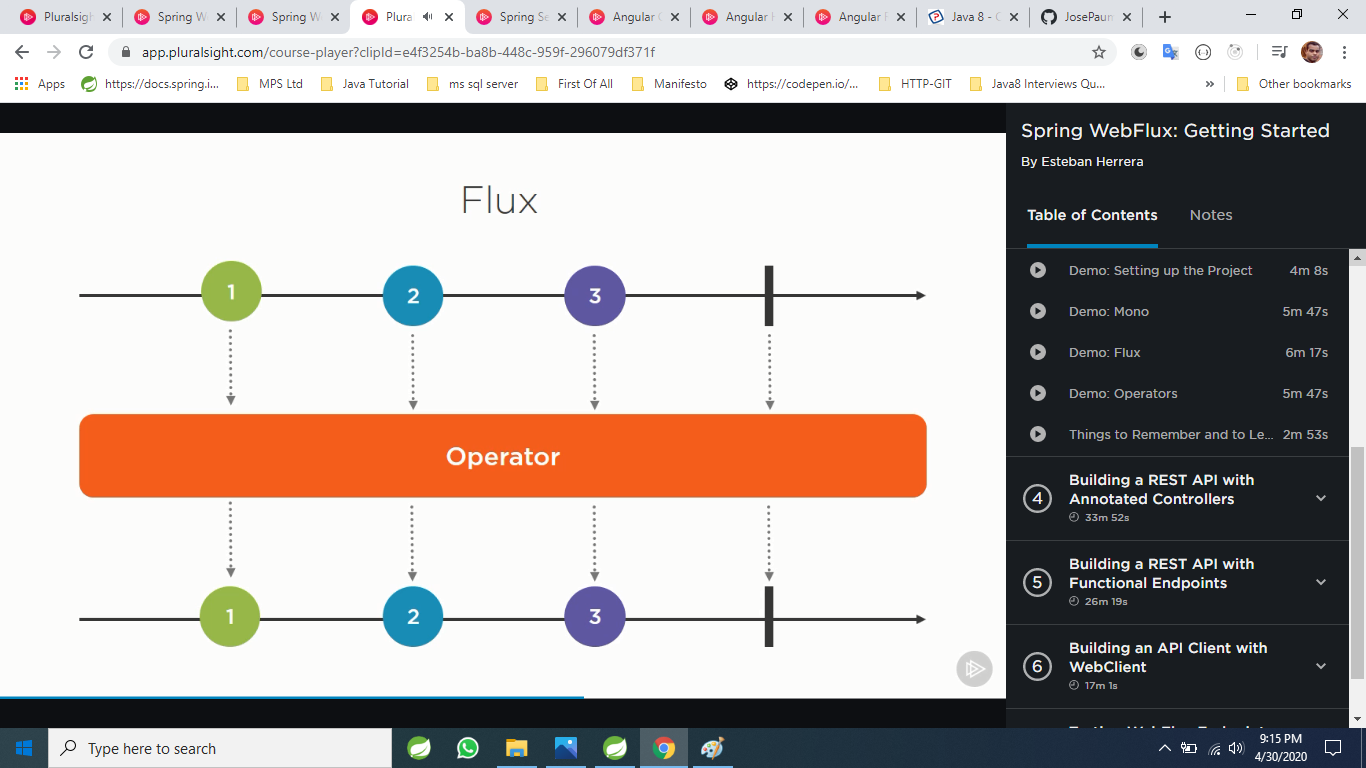 Pluralsigh
Spring W
Spring W
Plura
Spring Se
Angular
Angular
Angular
Java 8 -
JosePaun
app.pluralsight.com/course-player?clipId=e4f3254b-ba8b-448c-959f-296079df371f
Apps
https://docs.spring.i...
MPS Ltd
Java Tutorial
ms sql server
First Of All
Manifesto
https://codepen.io/...
HTTP-GIT
Java8 Interviews Qu...
»
Other bookmarks
Flux
1 2 3
Operator
1 2 3
Spring WebFlux: Getting Started
By Esteban Herrera
Table of Contents Notes
Demo: Setting up the Project 4m 8s
Demo: Mono 5m 47s
Demo: Flux 6m 17s
Demo: Operators 5m 47s
Things to Remember and to Le... 2m 53s
4 Building a REST API with
Annotated Controllers
33m 52s
5 Building a REST API with
Functional Endpoints
26m 19s
6 Building an API Client with
WebClient
17m 1s
Type here to search
9:15 PM
4/30/2020